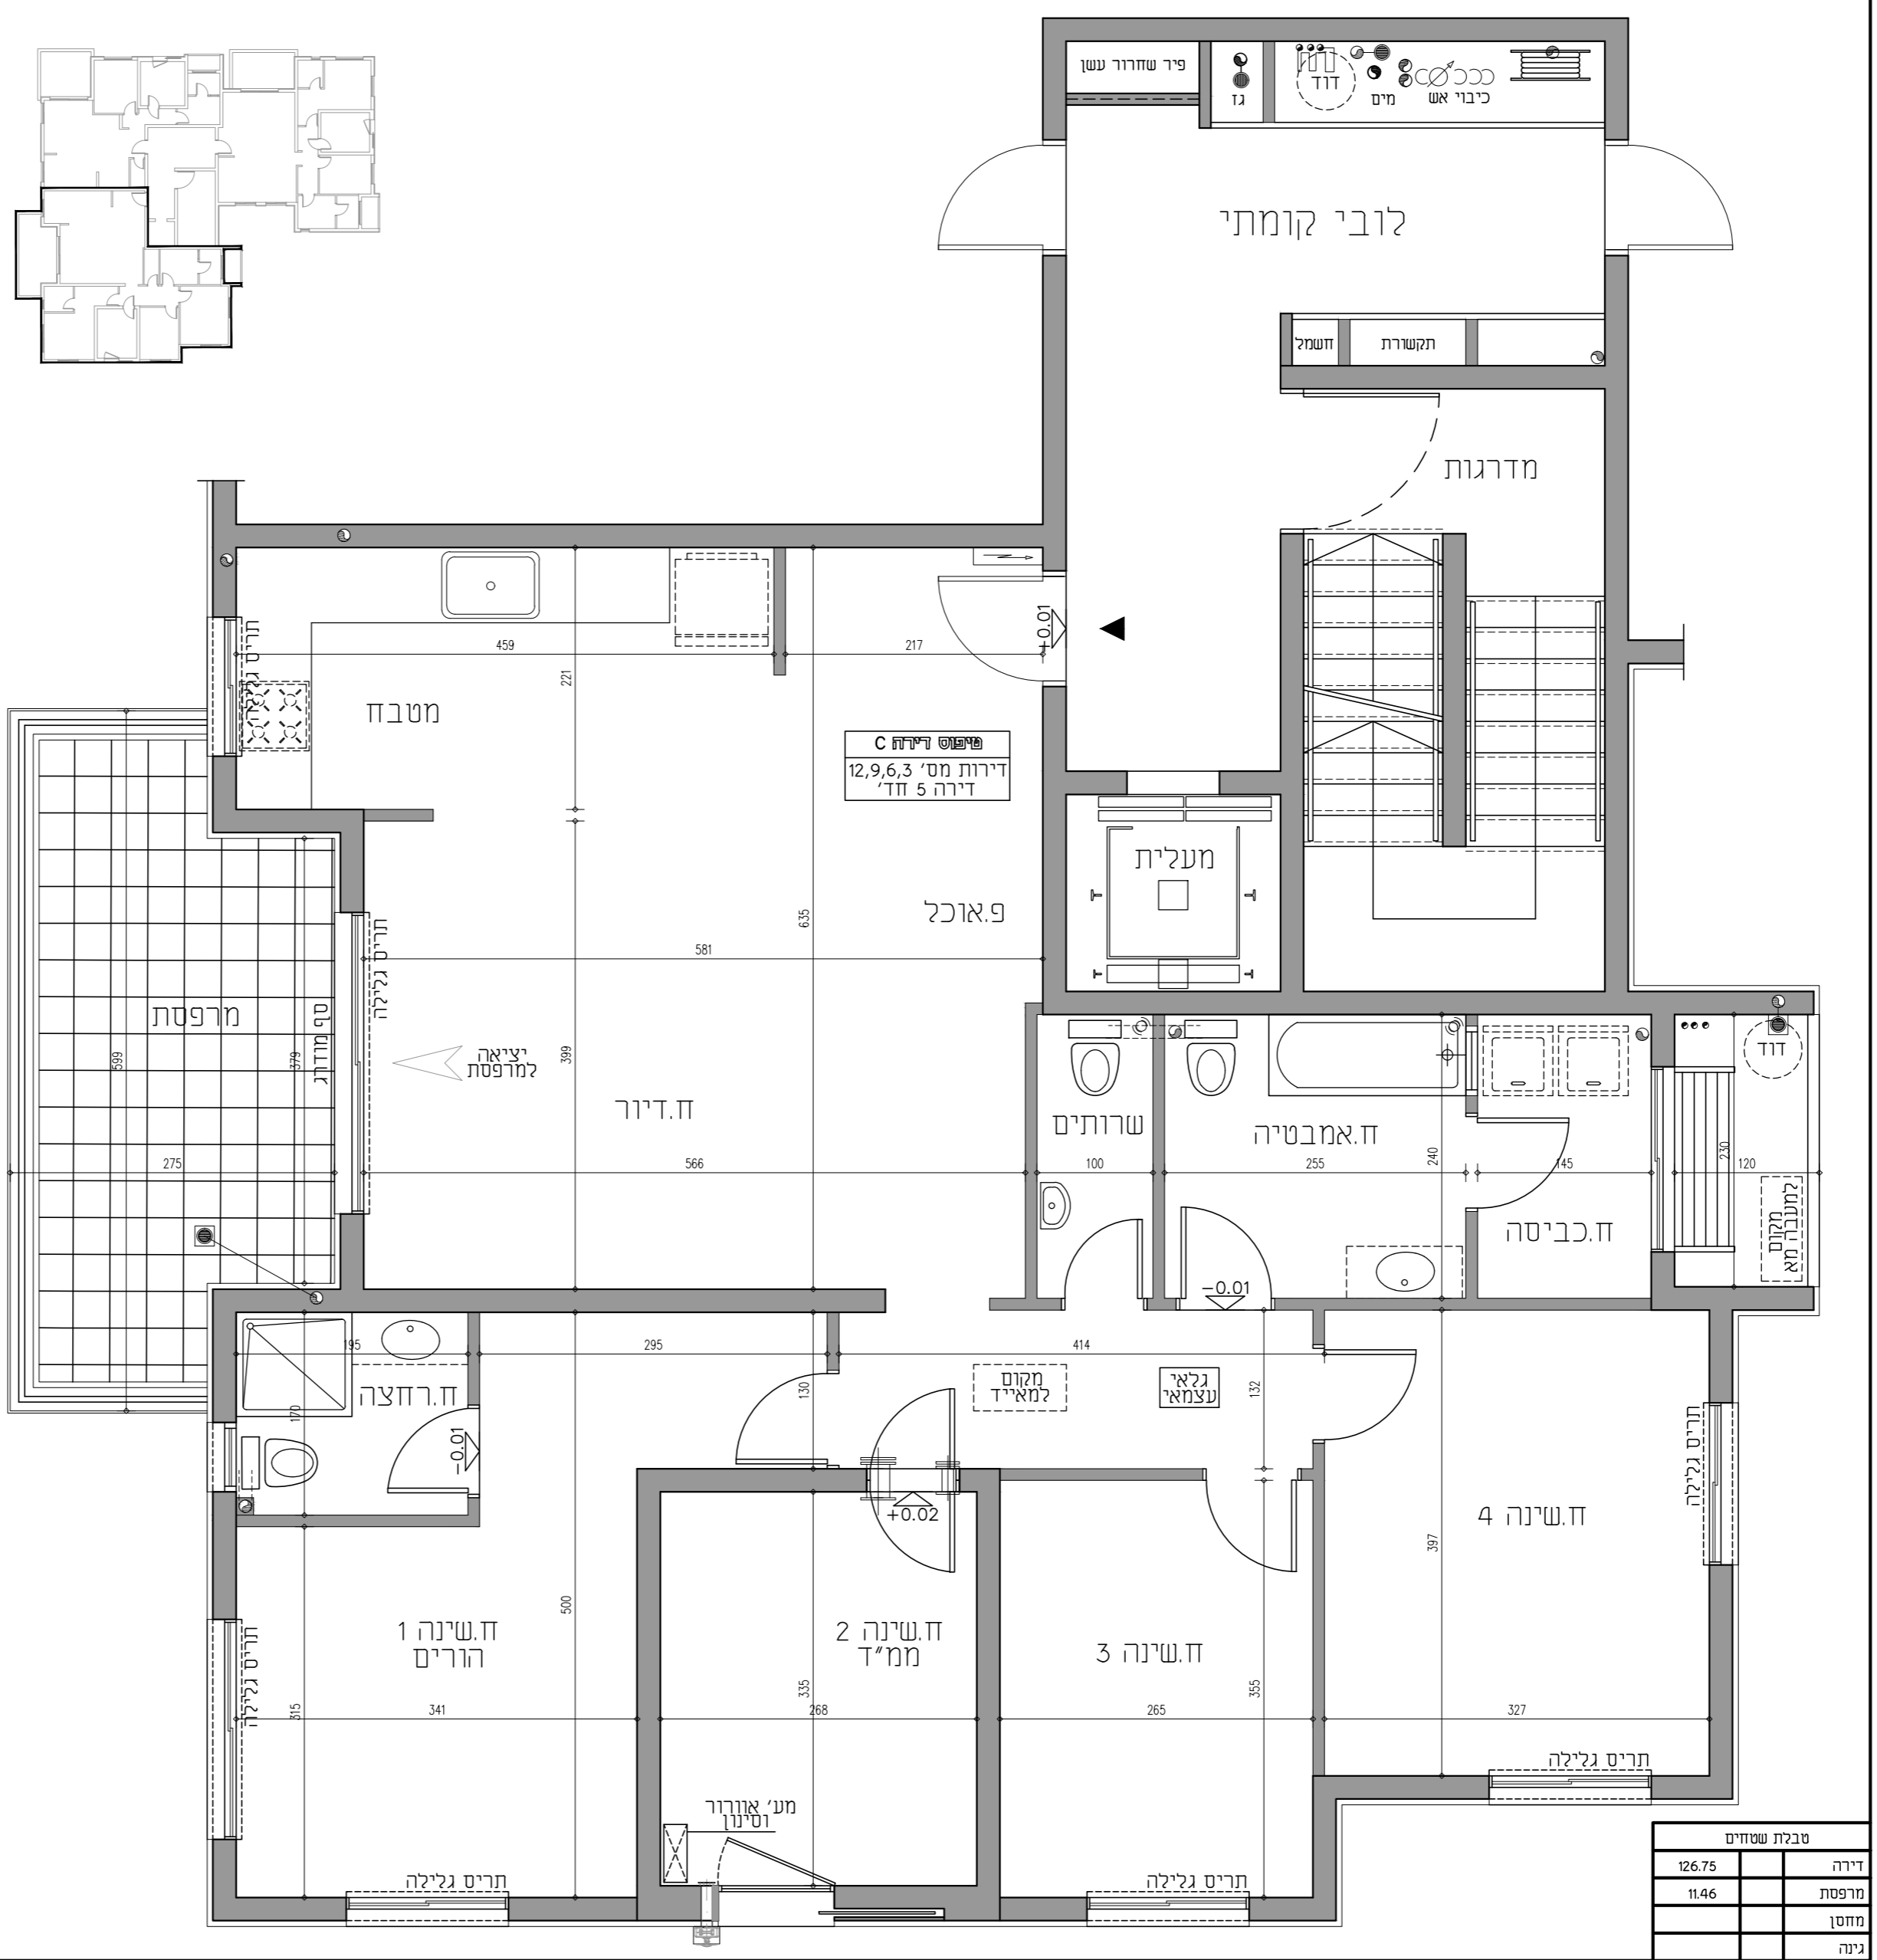 פיר שחרור עשן
גז
דוד
מים
כיבוי אש
לובי קומתי
חשמל
תקשורת
מדרגות
תריס גלילה
459
217
+0.01
221
מטבח
טיפוס דירה C
דירות מס' 12,9,6,3
דירה 5 חד'
מעלית
פ.אוכל
635
581
תריס גלילה
מרפסת
סף מודרג
599
379
399
יציאה
למרפסת
ח.דיור
שרותים
ח.אמבטיה
240
230
דוד
275
566
100
255
145
120
ח.כביסה
מקום
למעבה מא
-0.01
195
295
414
130
132
מקום
למאייד
גלאי
עצמאי
ח.רחצה
170
-0.01
תריס גלילה
+0.02
ח.שינה 4
397
500
ח.שינה 1
הורים
ח.שינה 2
ממ"ד
ח.שינה 3
תריס גלילה
315
335
355
341
268
265
327
תריס גלילה
מע' אוורור
וסינון
תריס גלילה
תריס גלילה
טבלת שטחים
דירה 126.75
מרפסת 11.46
מחסן
גינה